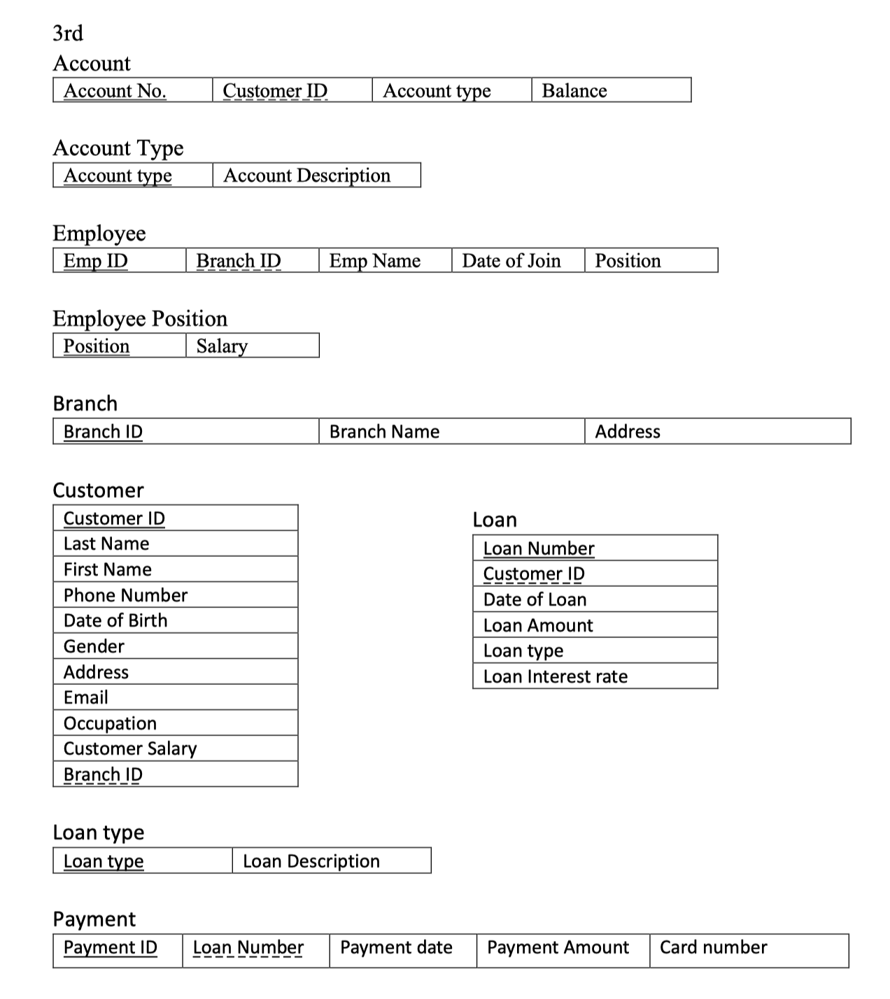 3rd
Account
Account No. Customer ID Account type Balance
Account Type
Account type Account Description
Employee
Emp ID Branch ID Emp Name Date of Join Position
Employee Position
Position Salary
Branch
Branch ID Branch Name Address
Customer
Customer ID
Last Name
First Name
Phone Number
Date of Birth
Gender
Address
Email
Occupation
Customer Salary
Branch ID
Loan
Loan Number
Customer ID
Date of Loan
Loan Amount
Loan type
Loan Interest rate
Loan type
Loan type Loan Description
Payment
Payment ID Loan Number Payment date Payment Amount Card number